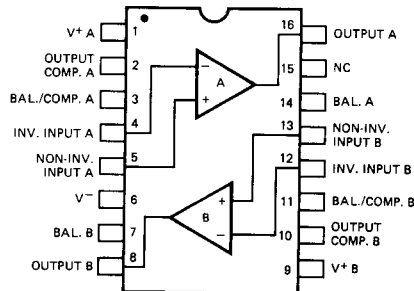 V+ A
1
OUTPUT
COMP. A
2
BAL./COMP. A
3
INV. INPUT A
4
NON-INV.
INPUT A
5
V−
6
BAL. B
7
OUTPUT B
8
A
−
+
B
+
−
16
OUTPUT A
15
NC
14
BAL. A
13
NON-INV.
INPUT B
12
INV. INPUT B
11
BAL./COMP. B
10
OUTPUT
COMP. B
9
V+ B